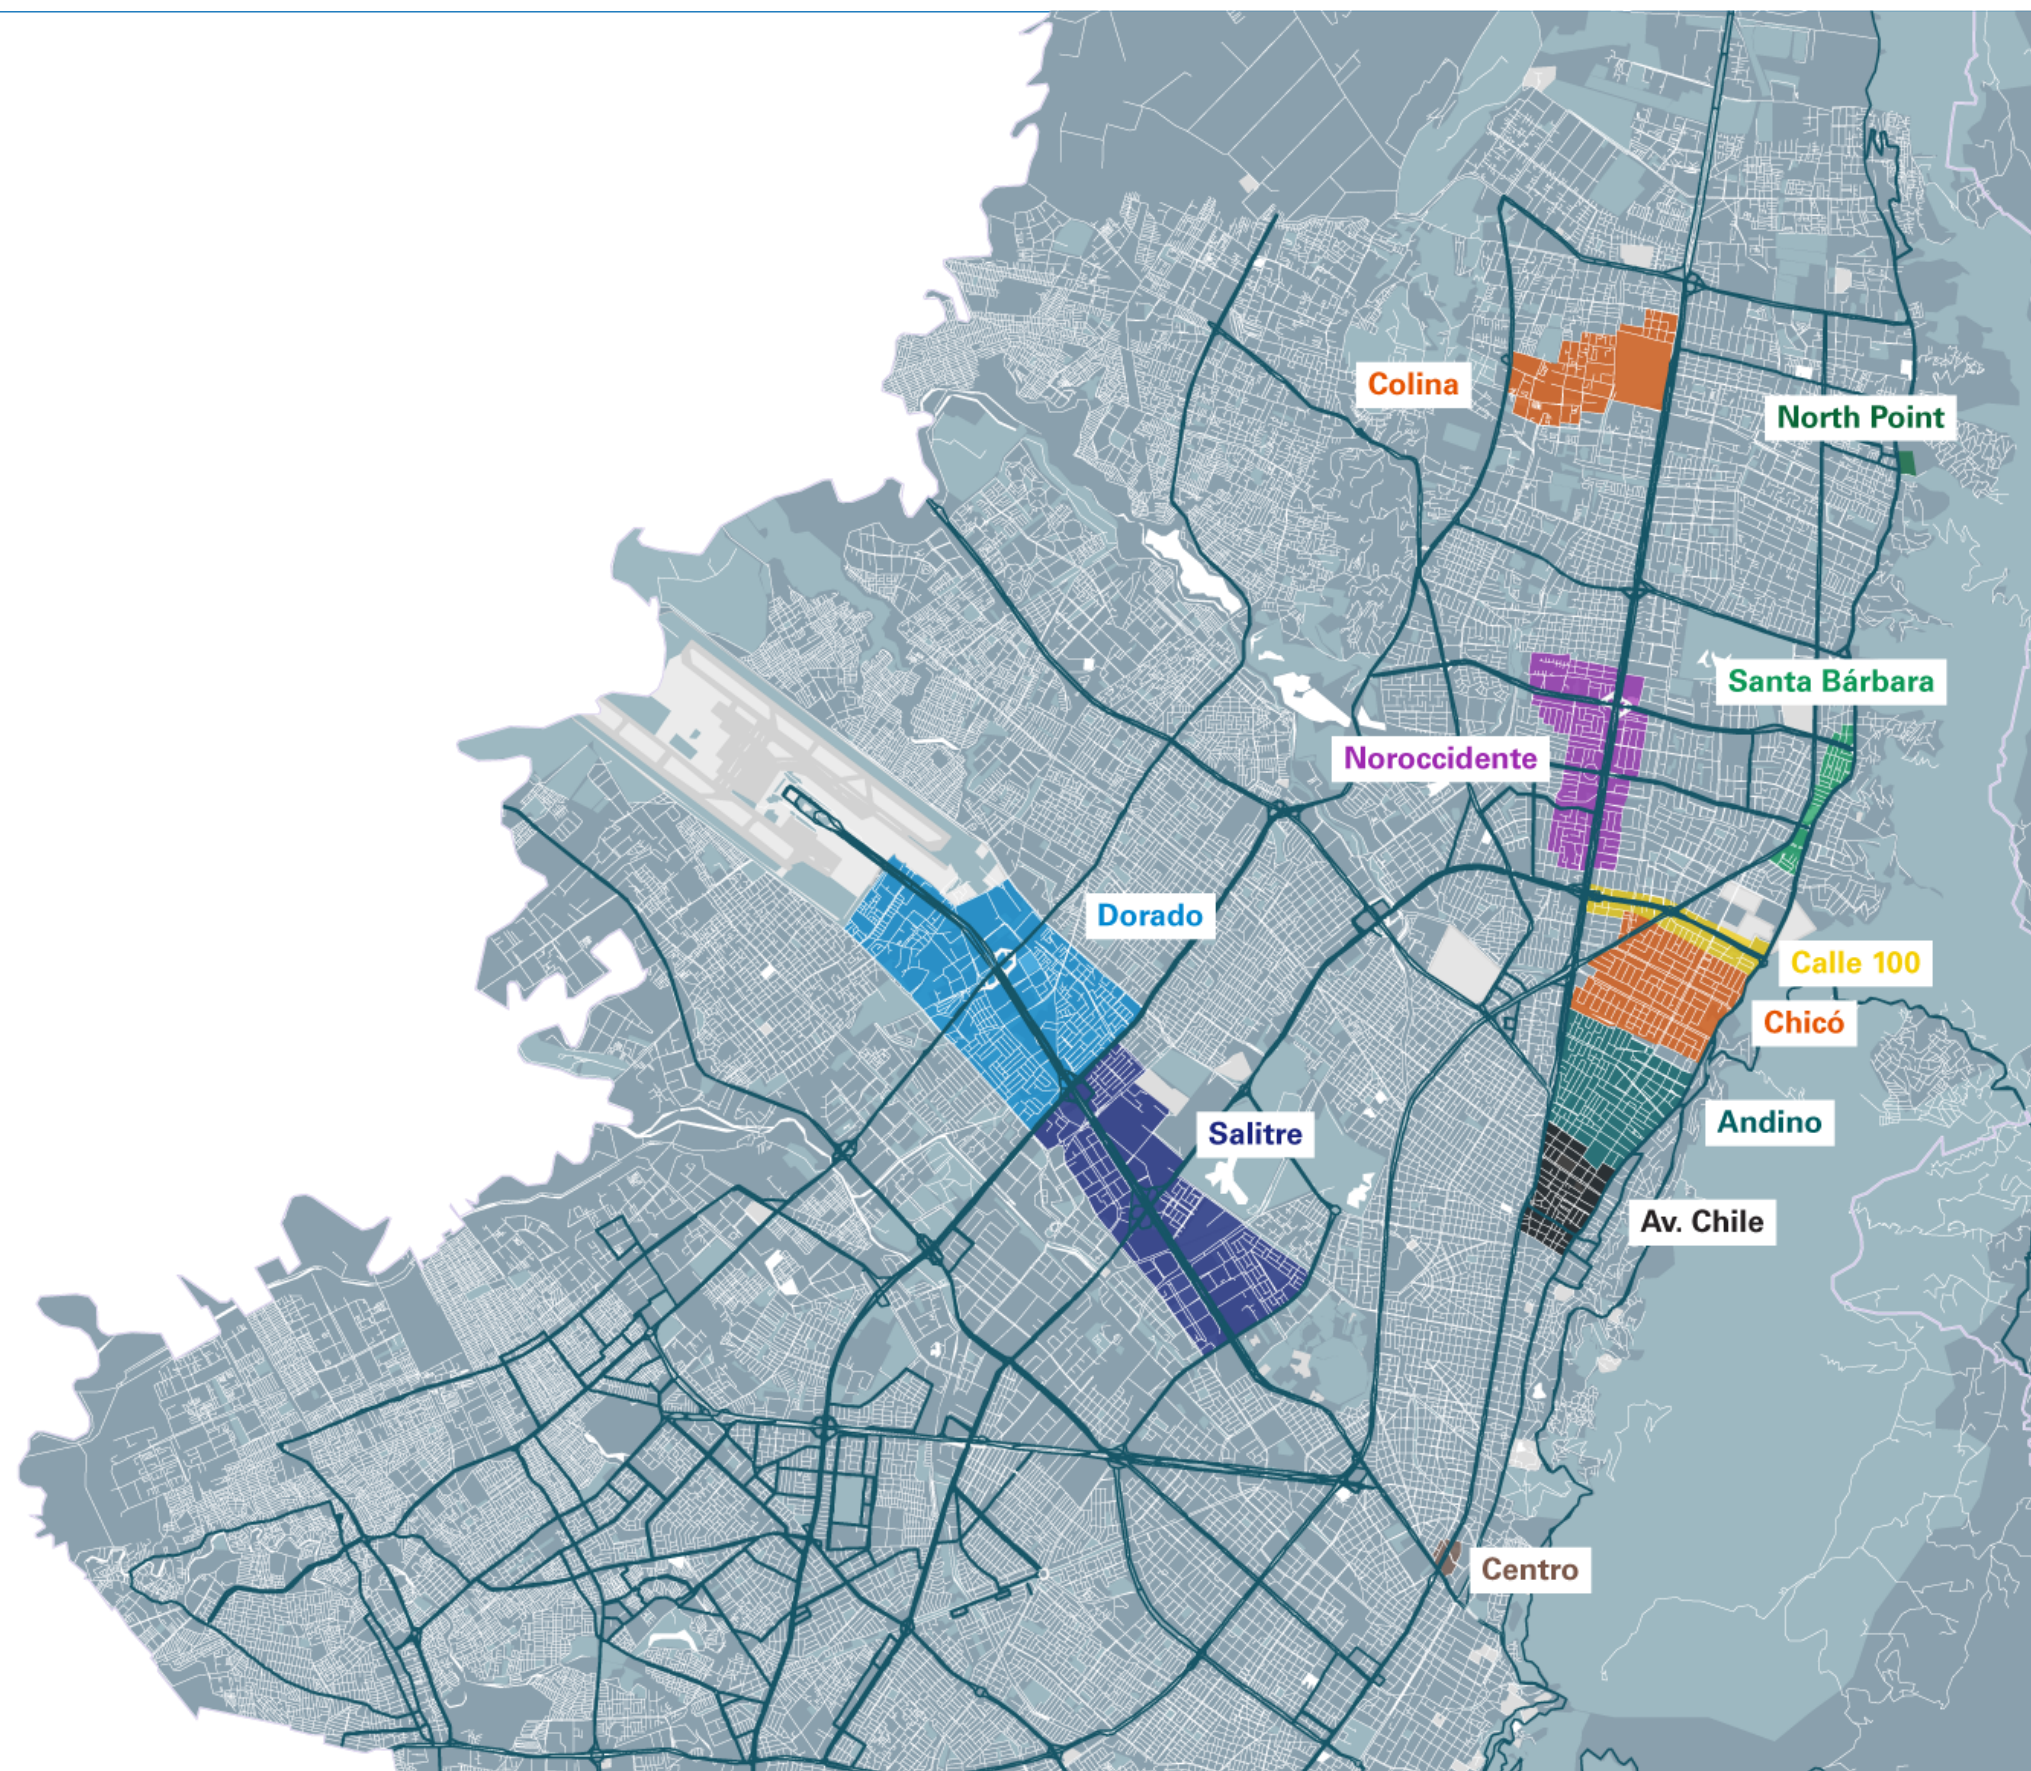 Colina
North Point
Santa Bárbara
Noroccidente
Dorado
Calle 100
Chicó
Andino
Salitre
Av. Chile
Centro